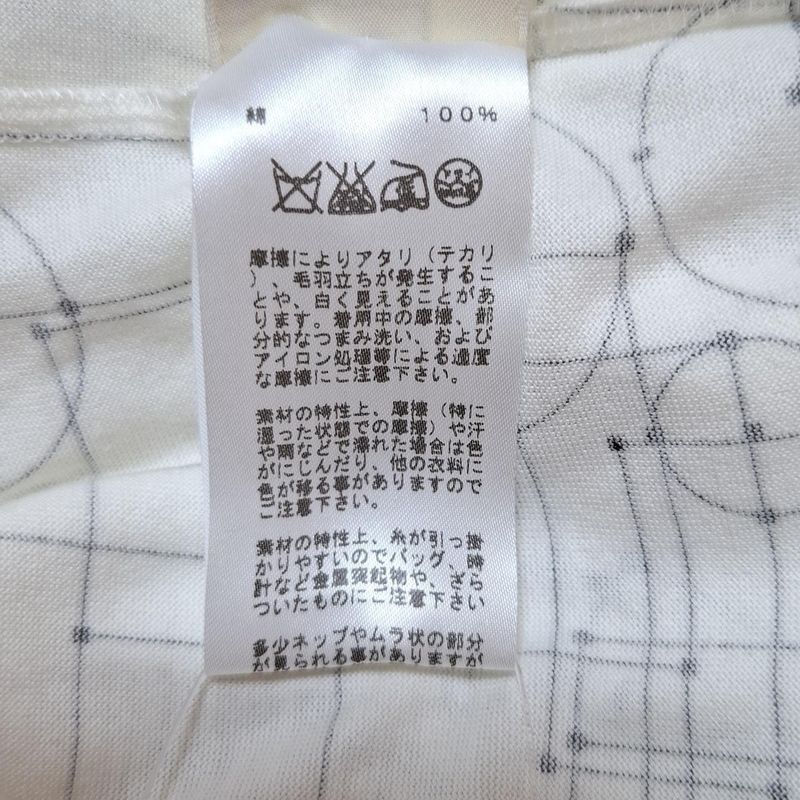 綿 100%
摩擦によりアタリ（テカリ
）、毛羽立ちが発生するこ
とや、白く見えることがあ
ります。着用中の摩擦、部
分的なつまみ洗い、および
アイロン処理等による過度
な摩擦にご注意下さい。
素材の特性上、摩擦（特に
湿った状態での摩擦）や汗
や雨などで濡れた場合は色
がにじんだり、他の衣料に
色が移る事がありますので
ご注意下さい。
素材の特性上、糸が引っ掛
かりやすいのでバッグ、時
計など金属突起物や、ざら
ついたものにご注意下さい
多少ネップやムラ状の部分
が見られる事がありますが